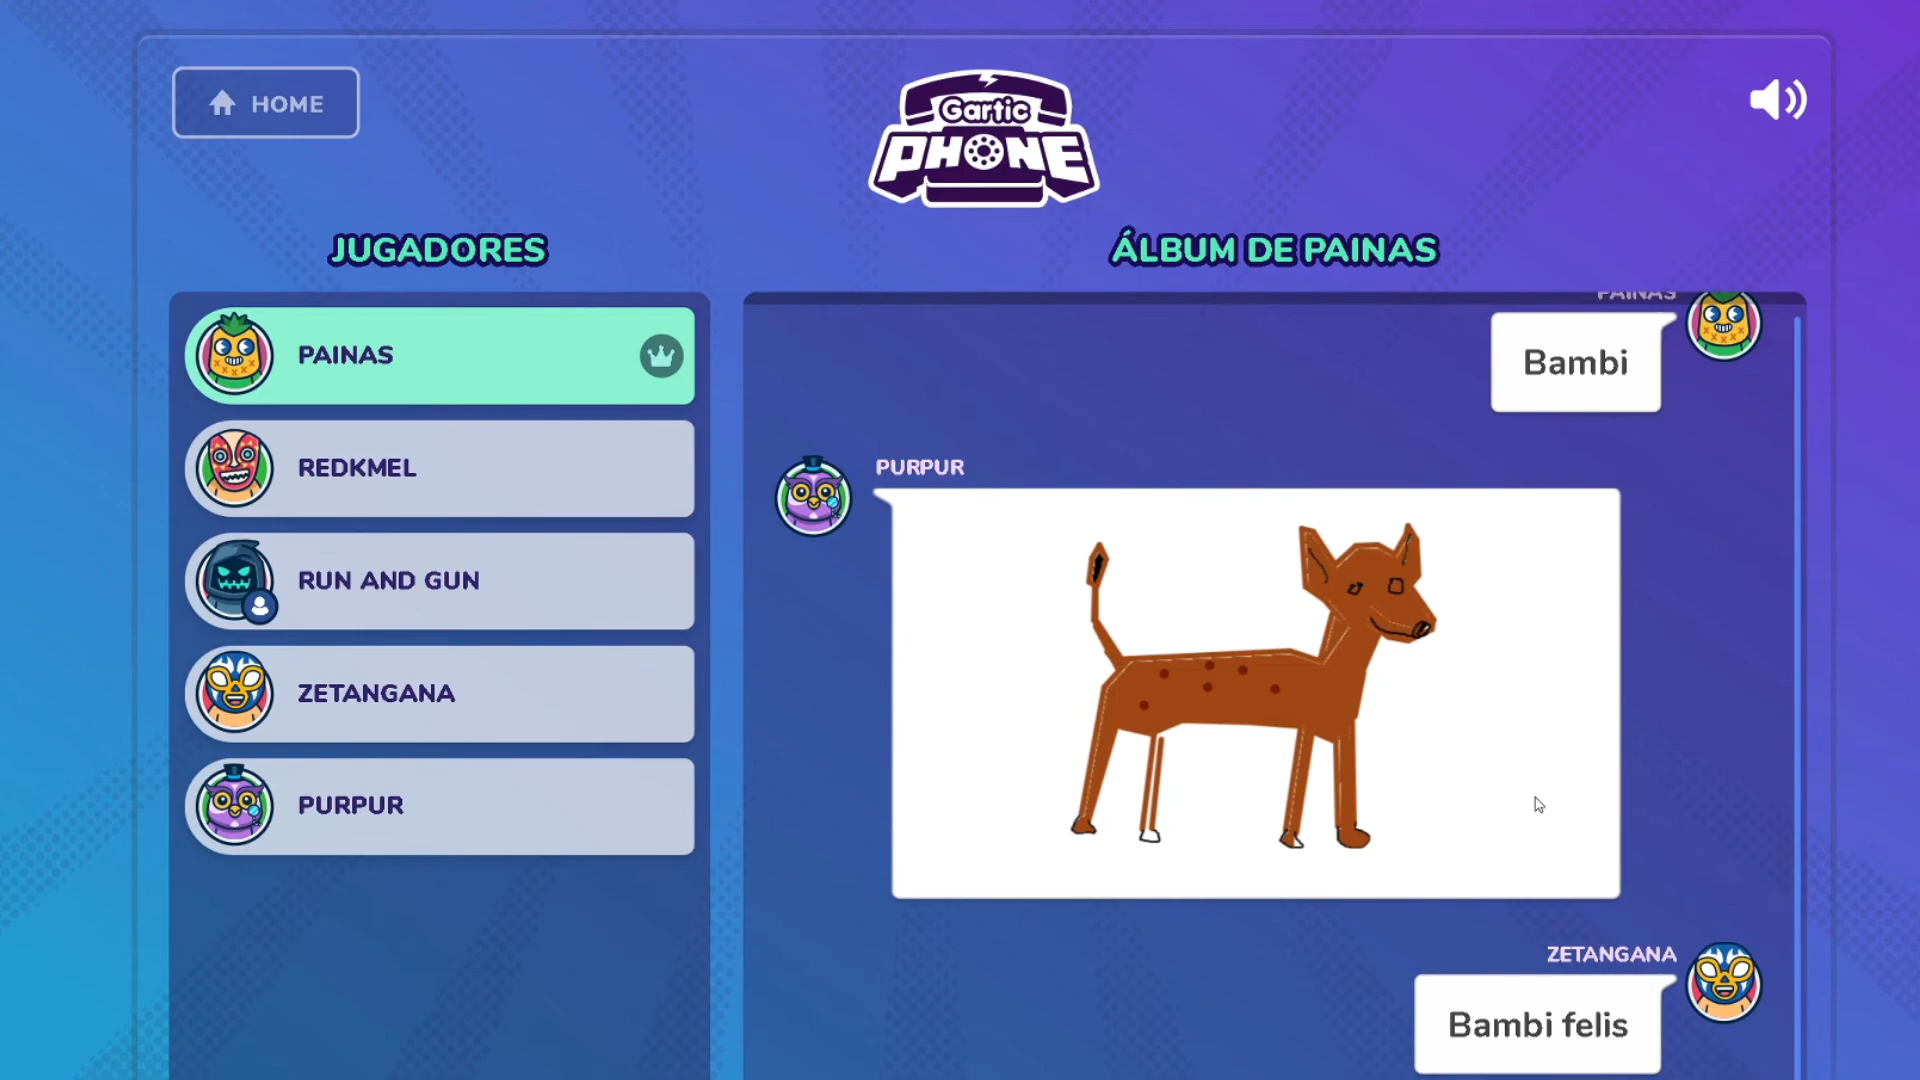 HOME
Gartic
PHONE
JUGADORES
ÁLBUM DE PAINAS
PAINAS
REDKMEL
RUN AND GUN
ZETANGANA
PURPUR
PAINAS
Bambi
PURPUR
ZETANGANA
Bambi felis